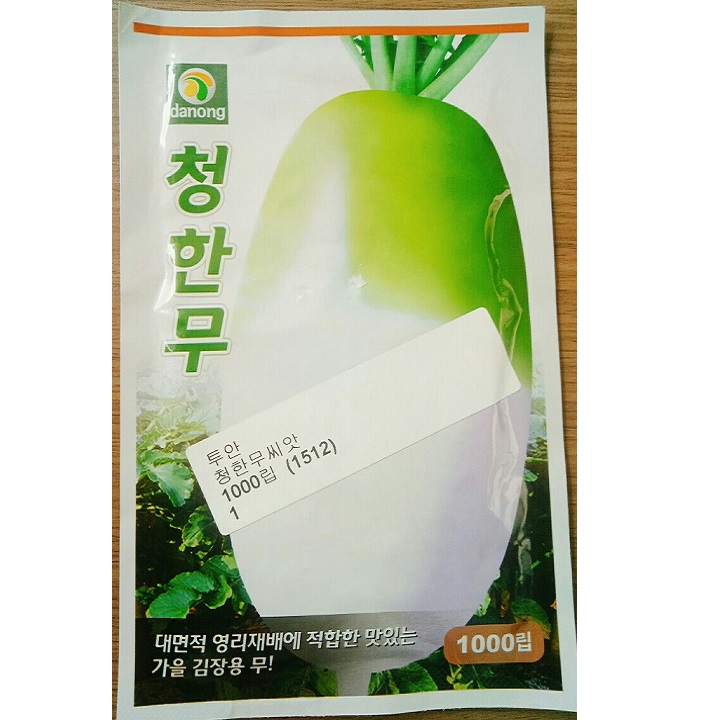 danong
청한무
투안
청한무씨앗
1000립 (1512)
1
대면적 영리재배에 적합한 맛있는
가을 김장용 무!
1000립